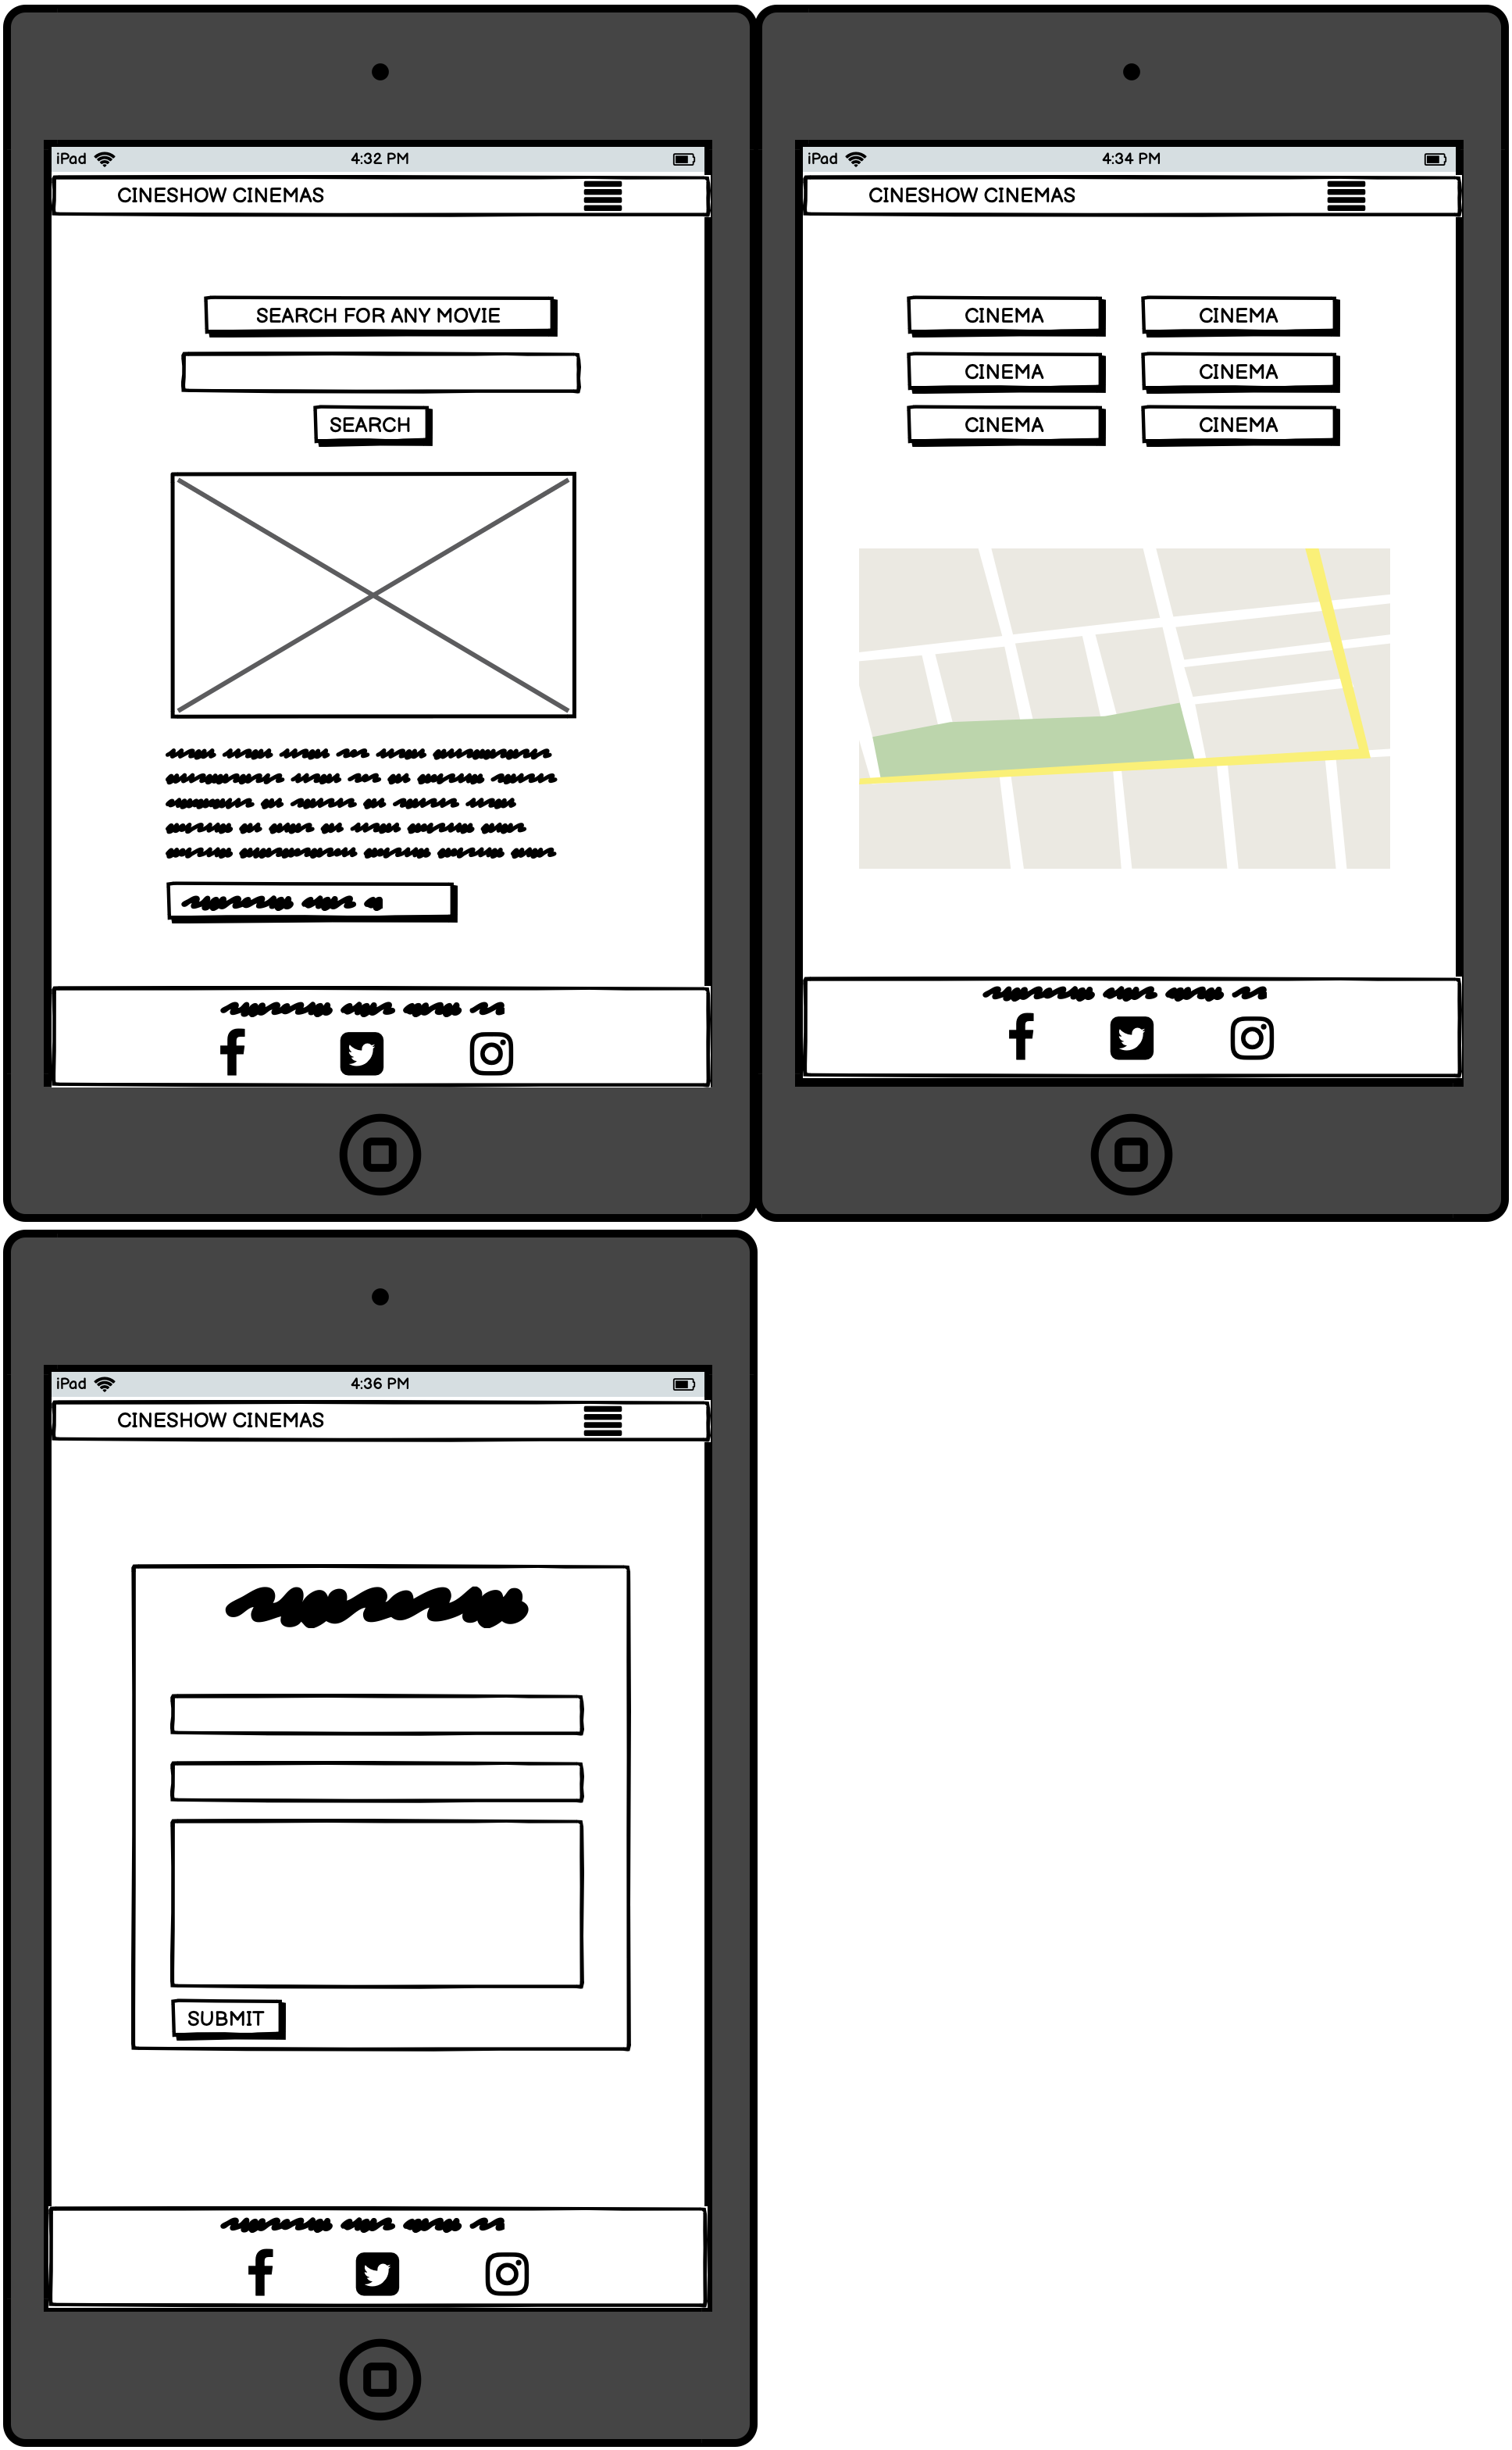 iPad 4:32 PM
CINESHOW CINEMAS
SEARCH FOR ANY MOVIE
SEARCH
iPad 4:34 PM
CINESHOW CINEMAS
CINEMA CINEMA
CINEMA CINEMA
CINEMA CINEMA
iPad 4:36 PM
CINESHOW CINEMAS
SUBMIT